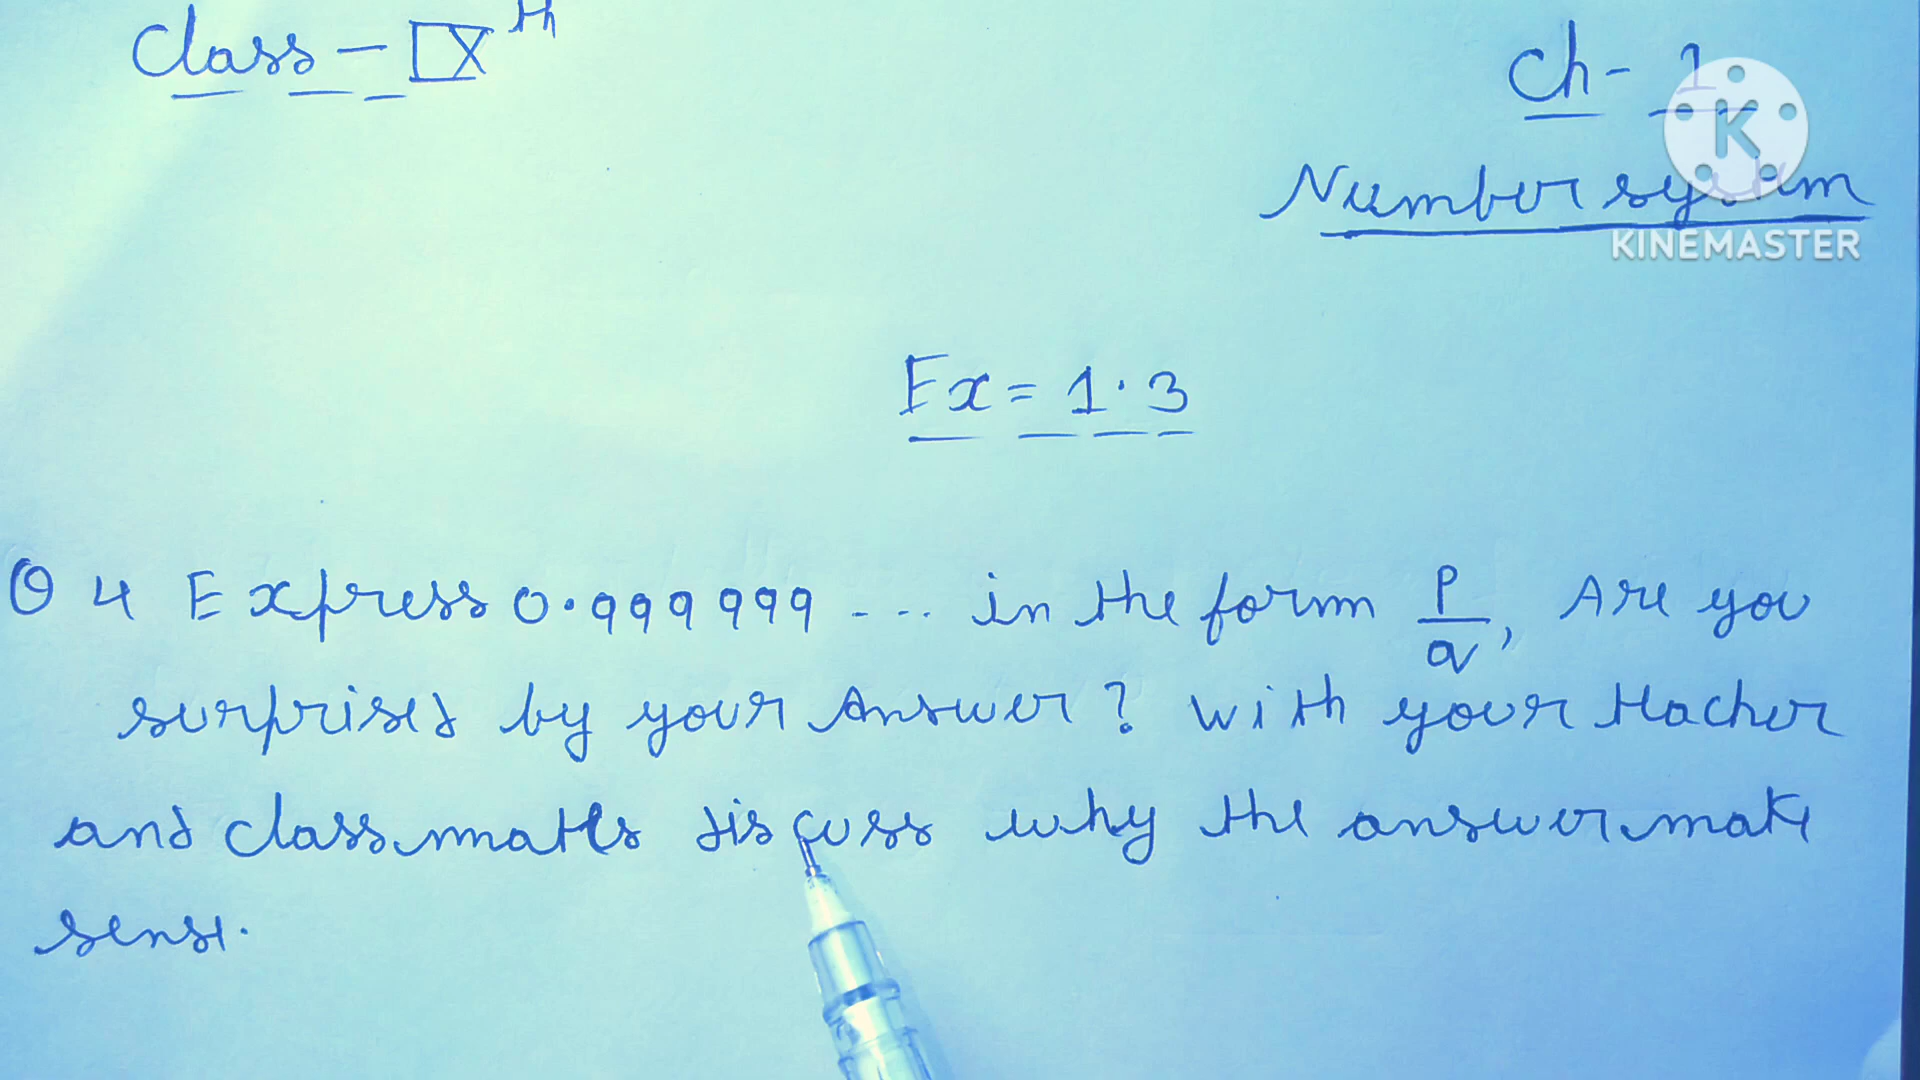 Class - IXth
Ch - 1
Number system
K
KINEMASTER
Ex = 1.3
Q 4 Express 0.999999 --.. in the form p/q, Are you
surprised by your Answer? With your teacher
and classmates discuss why the answer make
sense.